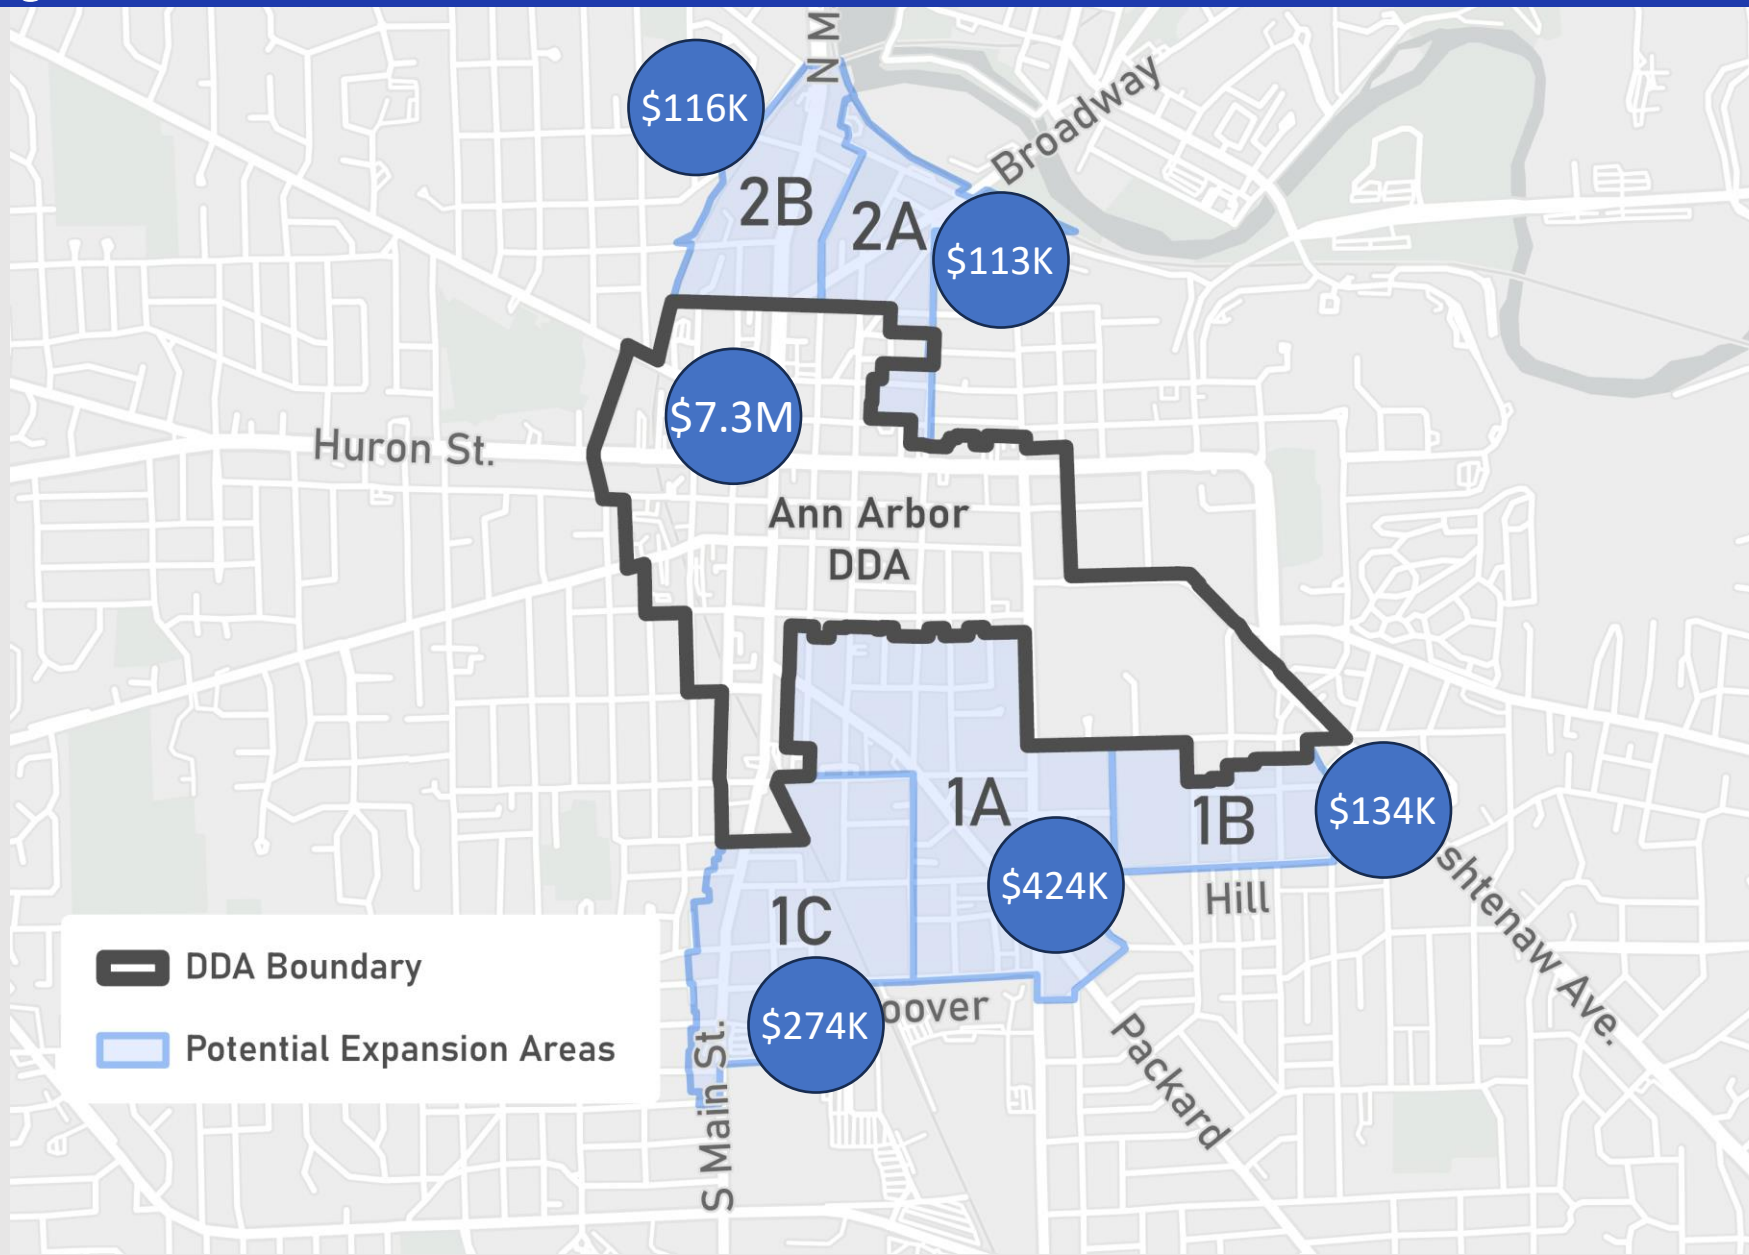 N M
$116K
Broadway
2B
2A
$113K
$7.3M
Huron St.
Ann Arbor
DDA
1A
1B
$134K
$424K
Hill
shtenaw Ave.
1C
DDA Boundary
$274K
oover
Potential Expansion Areas
S Main St.
Packard